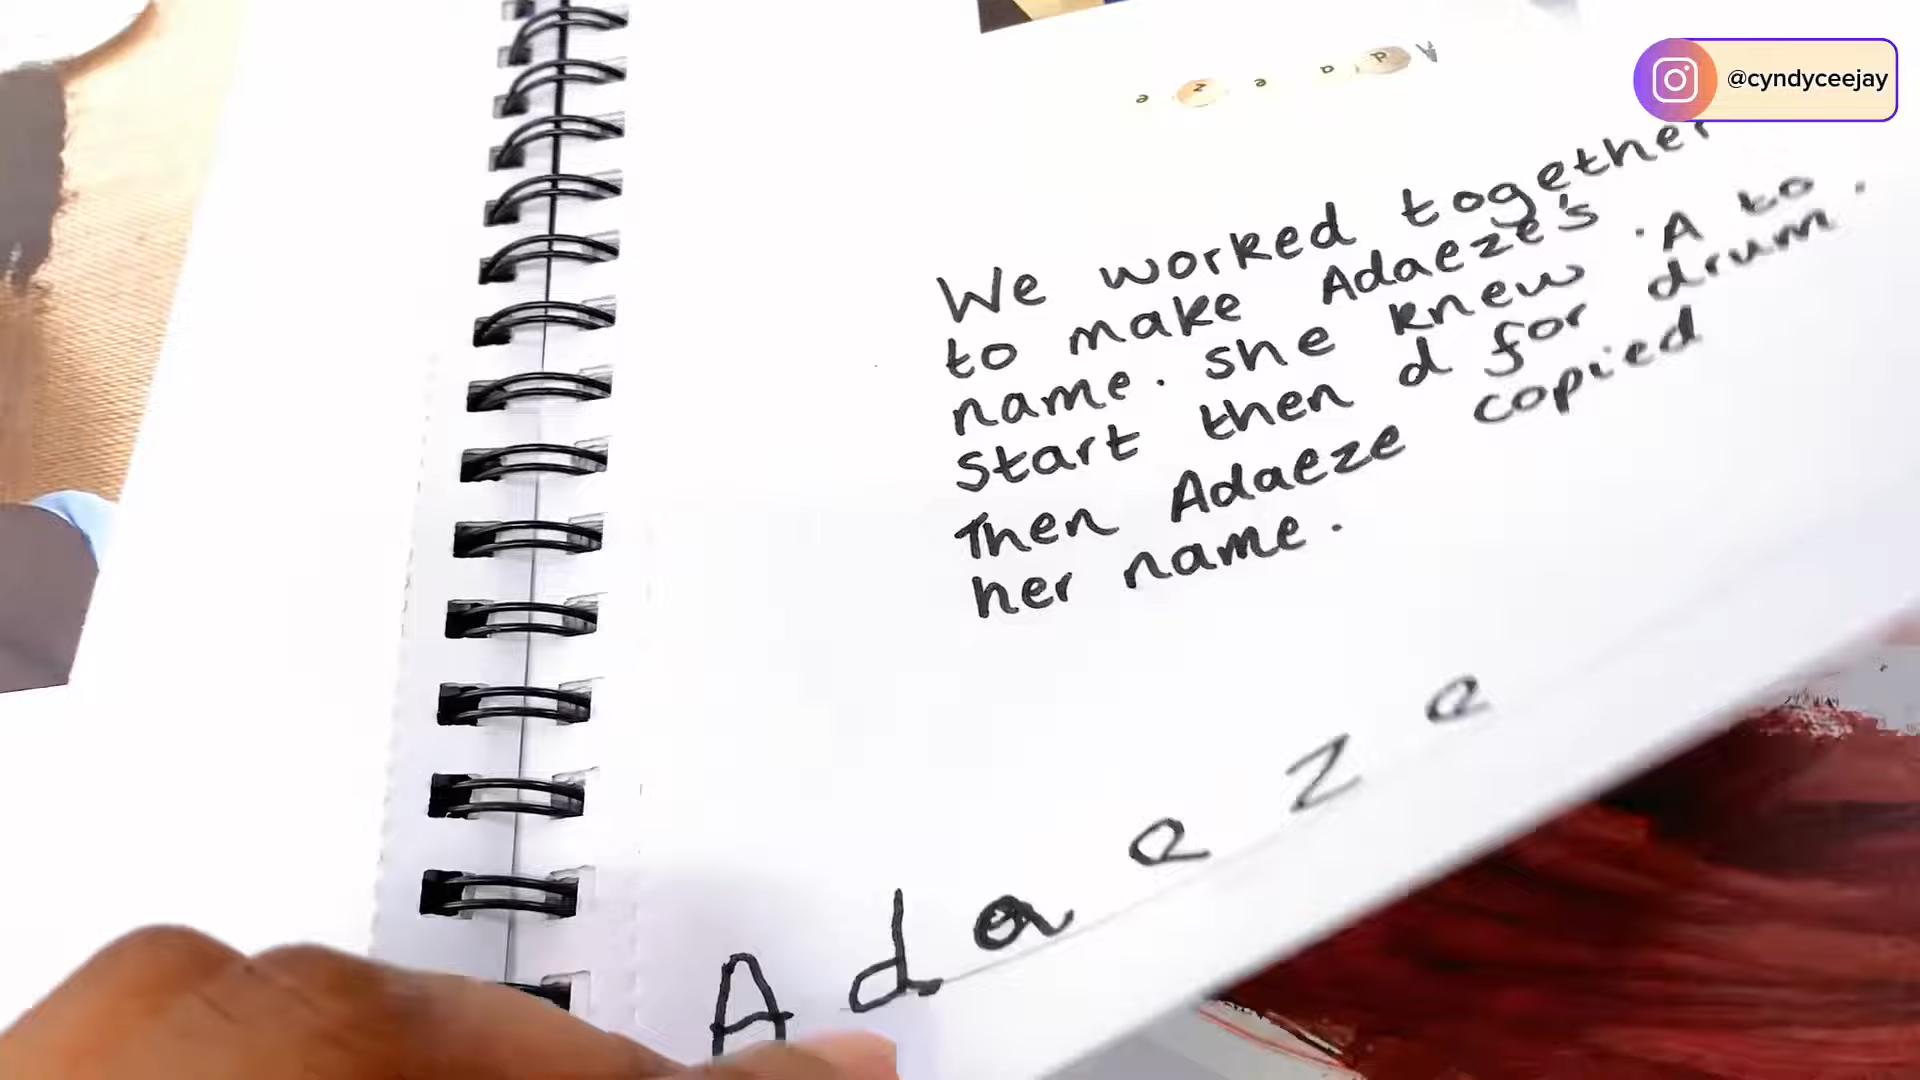 @cyndyceejay
A d a e z e
We worked together
to make Adaeze's
name. She knew A to
Start then d for drum.
Then Adaeze copied
her name.
A d a e z e